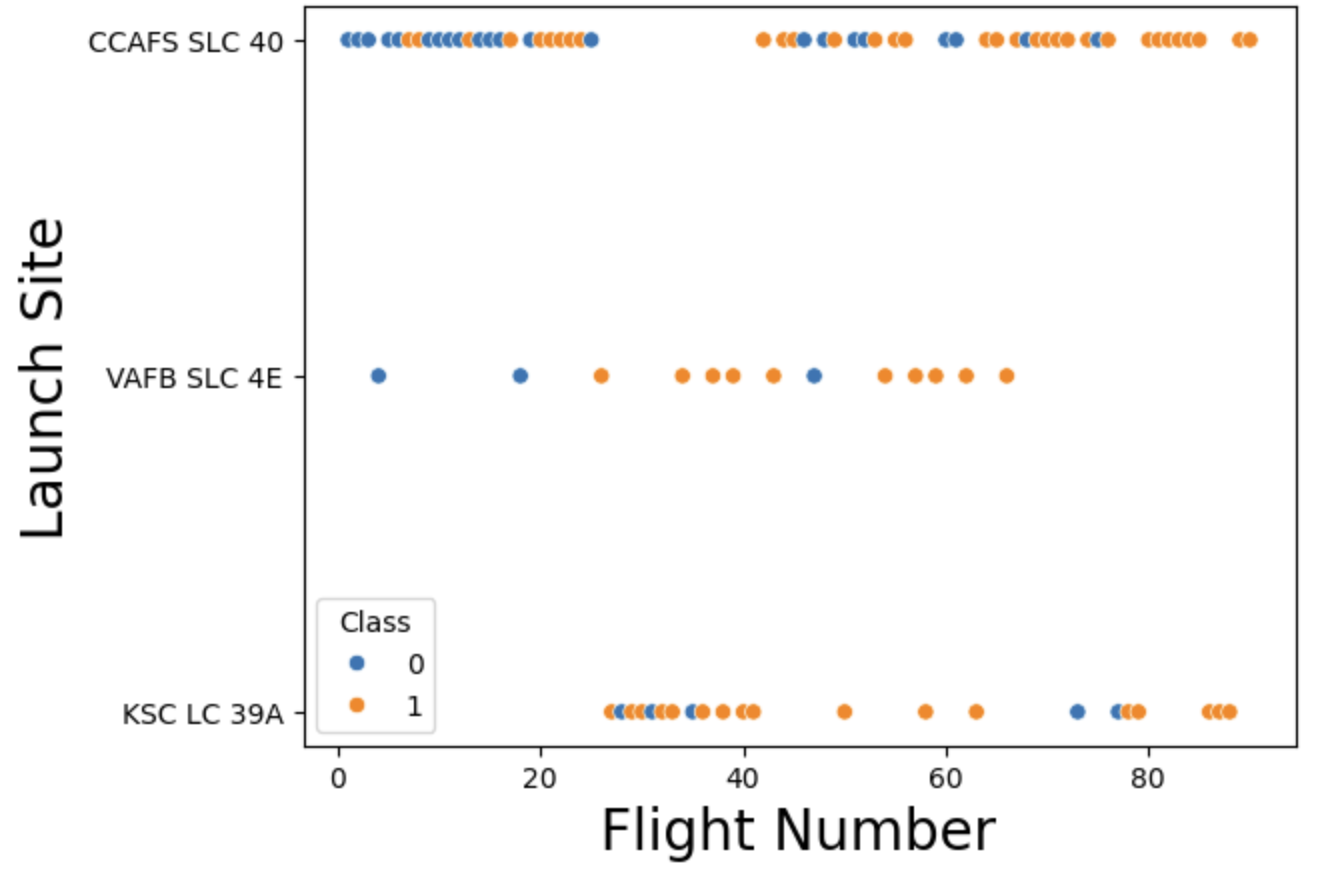 CCAFS SLC 40
VAFB SLC 4E
KSC LC 39A
Launch Site
Class
0
1
0 20 40 60 80
Flight Number